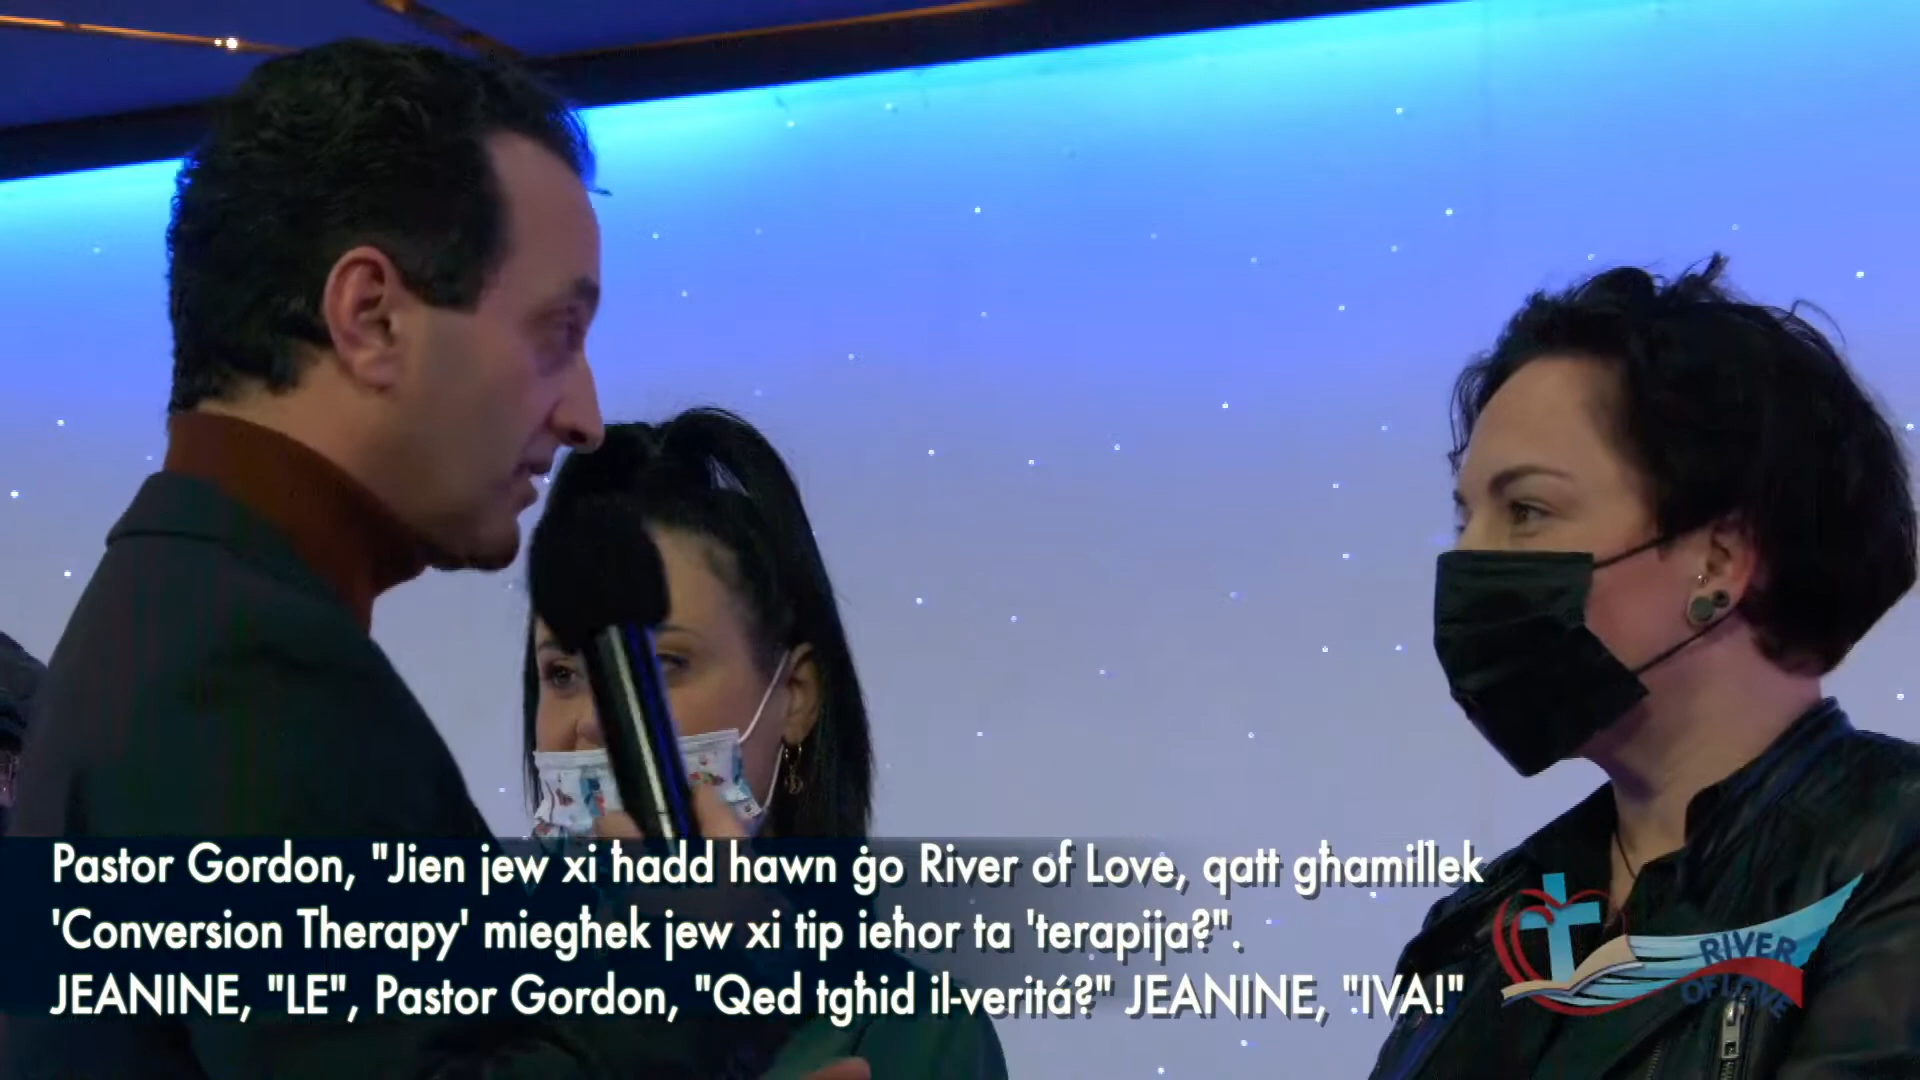 Pastor Gordon, "Jien jew xi ħadd hawn ġo River of Love, qatt għamillek
'Conversion Therapy' miegħek jew xi tip ieħor ta 'terapija?".
JEANINE, "LE", Pastor Gordon, "Qed tgħid il-veritá?" JEANINE, "IVA!"
RIVER
OF LOVE